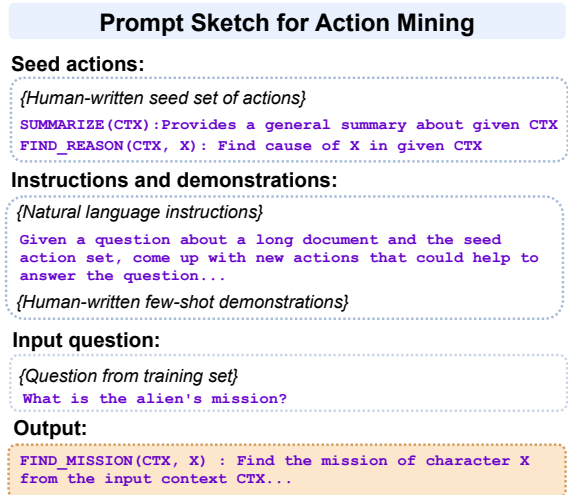 Prompt Sketch for Action Mining
Seed actions:
{Human-written seed set of actions}
SUMMARIZE(CTX):Provides a general summary about given CTX
FIND_REASON(CTX, X): Find cause of X in given CTX
Instructions and demonstrations:
{Natural language instructions}
Given a question about a long document and the seed
action set, come up with new actions that could help to
answer the question...
{Human-written few-shot demonstrations}
Input question:
{Question from training set}
What is the alien's mission?
Output:
FIND_MISSION(CTX, X) : Find the mission of character X
from the input context CTX...